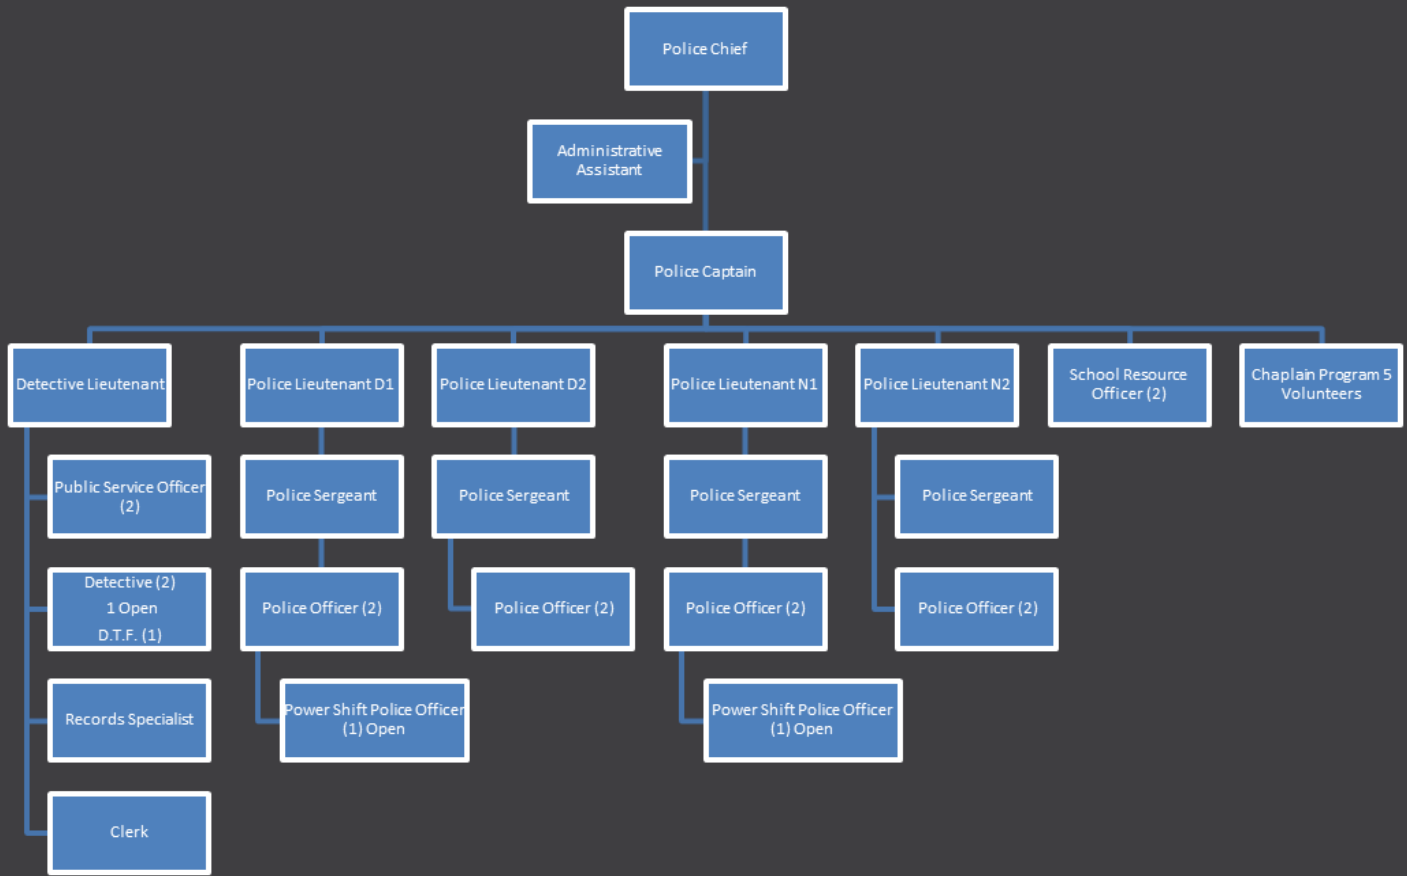 Police Chief
Administrative
Assistant
Police Captain
Detective Lieutenant
Police Lieutenant D1
Police Lieutenant D2
Police Lieutenant N1
Police Lieutenant N2
School Resource
Officer (2)
Chaplain Program 5
Volunteers
Public Service Officer
(2)
Police Sergeant
Police Sergeant
Police Sergeant
Police Sergeant
Detective (2)
1 Open
D.T.F. (1)
Police Officer (2)
Police Officer (2)
Police Officer (2)
Police Officer (2)
Records Specialist
Power Shift Police Officer
(1) Open
Power Shift Police Officer
(1) Open
Clerk